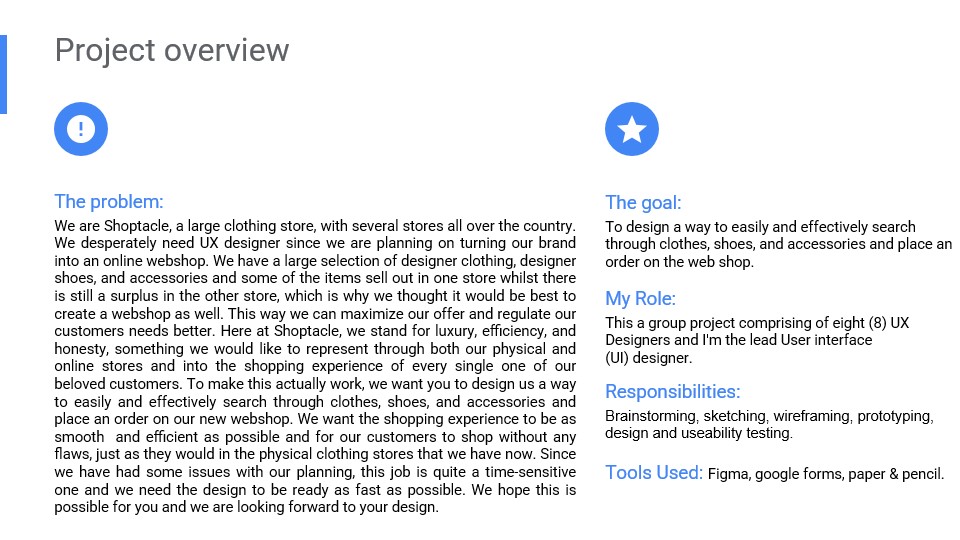 Project overview
The problem:
We are Shoptacle, a large clothing store, with several stores all over the country.
We desperately need UX designer since we are planning on turning our brand
into an online webshop. We have a large selection of designer clothing, designer
shoes, and accessories and some of the items sell out in one store whilst there
is still a surplus in the other store, which is why we thought it would be best to
create a webshop as well. This way we can maximize our offer and regulate our
customers needs better. Here at Shoptacle, we stand for luxury, efficiency, and
honesty, something we would like to represent through both our physical and
online stores and into the shopping experience of every single one of our
beloved customers. To make this actually work, we want you to design us a way
to easily and effectively search through clothes, shoes, and accessories and
place an order on our new webshop. We want the shopping experience to be as
smooth and efficient as possible and for our customers to shop without any
flaws, just as they would in the physical clothing stores that we have now. Since
we have had some issues with our planning, this job is quite a time-sensitive
one and we need the design to be ready as fast as possible. We hope this is
possible for you and we are looking forward to your design.
The goal:
To design a way to easily and effectively search
through clothes, shoes, and accessories and place an
order on the web shop.
My Role:
This a group project comprising of eight (8) UX
Designers and I'm the lead User interface
(UI) designer.
Responsibilities:
Brainstorming, sketching, wireframing, prototyping,
design and useability testing.
Tools Used: Figma, google forms, paper & pencil.